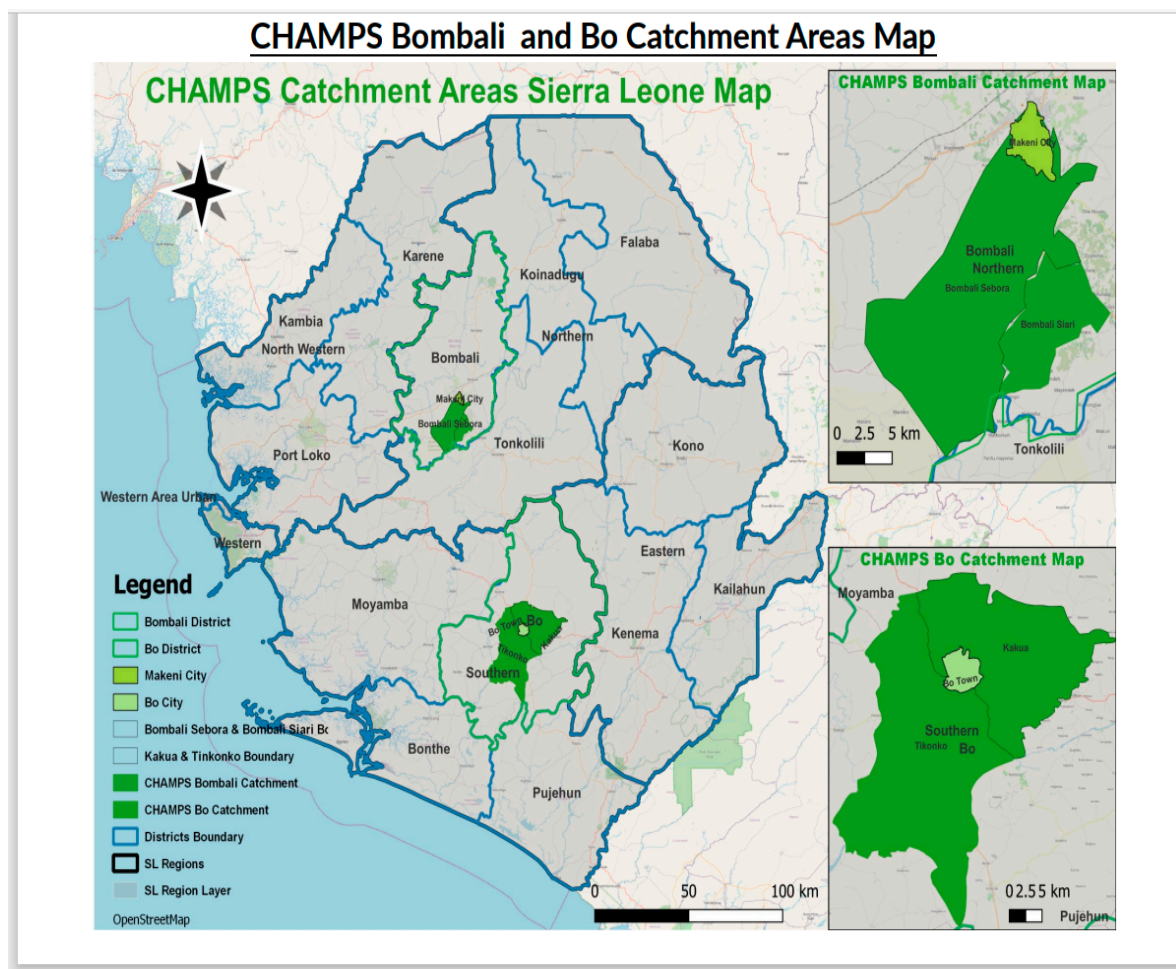 CHAMPS Bombali and Bo Catchment Areas Map
CHAMPS Catchment Areas Sierra Leone Map
Karene
Falaba
Koinadugu
Kambia
North Western
Northern
Bombali
Makeni City
Bombali Sebora
Port Loko
Tonkolili
Kono
Western Area Urban
Western
Eastern
Kailahun
Moyamba
Bo Town
Bo
Kakua
Tikonko
Kenema
Southern
Bonthe
Pujehun
Legend
Bombali District
Bo District
Makeni City
Bo City
Bombali Sebora & Bombali Siari Bo
Kakua & Tinkonko Boundary
CHAMPS Bombali Catchment
CHAMPS Bo Catchment
Districts Boundary
SL Regions
SL Region Layer
OpenStreetMap
0 50 100 km
CHAMPS Bombali Catchment Map
Makeni City
Bombali
Northern
Bombali Sebora
Bombali Siari
0 2.5 5 km
Tonkolili
CHAMPS Bo Catchment Map
Moyamba
Kakua
Bo Town
Southern
Tikonko Bo
0 2.5 5 km
Pujehun